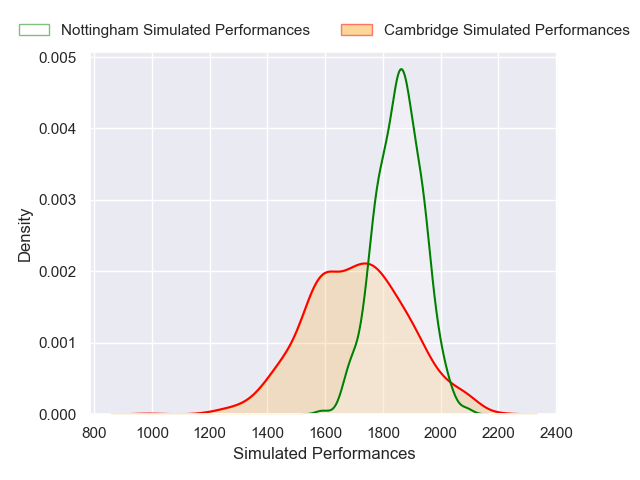 Nottingham Simulated Performances Cambridge Simulated Performances
0.005
0.004
0.003
0.002
0.001
0.000
Density
800 1000 1200 1400 1600 1800 2000 2200 2400
Simulated Performances